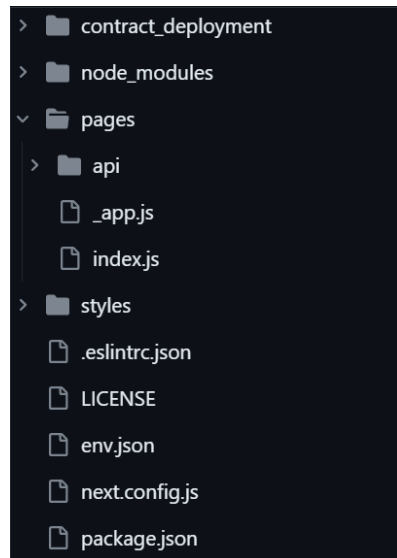 contract_deployment
node_modules
pages
api
_app.js
index.js
styles
.eslintrc.json
LICENSE
env.json
next.config.js
package.json